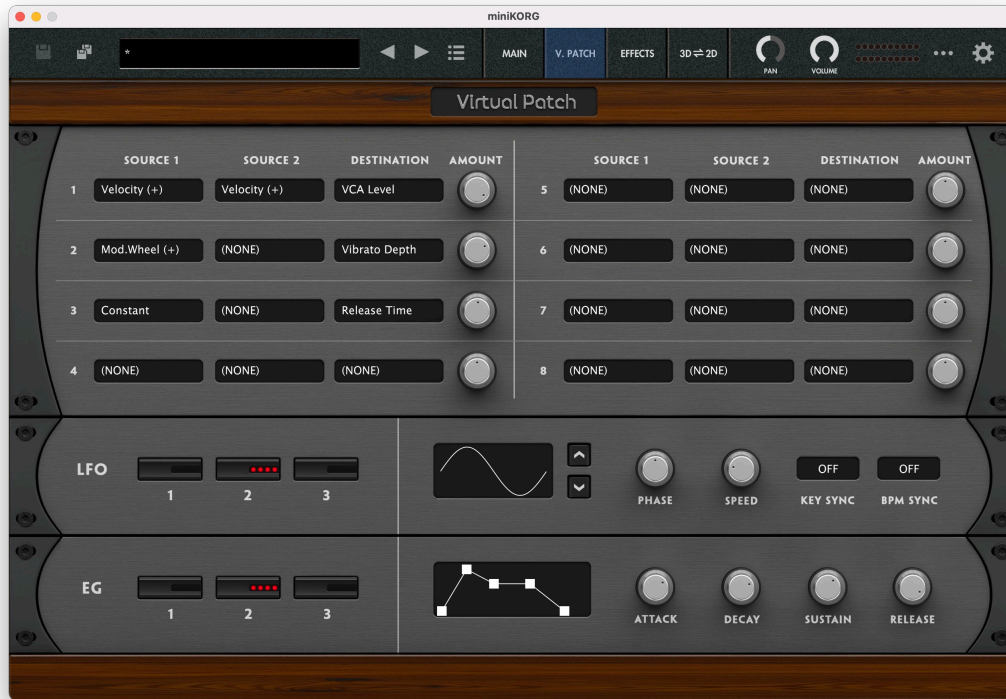 miniKORG
* MAIN V. PATCH EFFECTS 3D⇌2D PAN VOLUME
Virtual Patch
SOURCE 1 SOURCE 2 DESTINATION AMOUNT SOURCE 1 SOURCE 2 DESTINATION AMOUNT
1 Velocity (+) Velocity (+) VCA Level 5 (NONE) (NONE) (NONE)
2 Mod.Wheel (+) (NONE) Vibrato Depth 6 (NONE) (NONE) (NONE)
3 Constant (NONE) Release Time 7 (NONE) (NONE) (NONE)
4 (NONE) (NONE) (NONE) 8 (NONE) (NONE) (NONE)
LFO OFF OFF
1 2 3 PHASE SPEED KEY SYNC BPM SYNC
EG
1 2 3 ATTACK DECAY SUSTAIN RELEASE